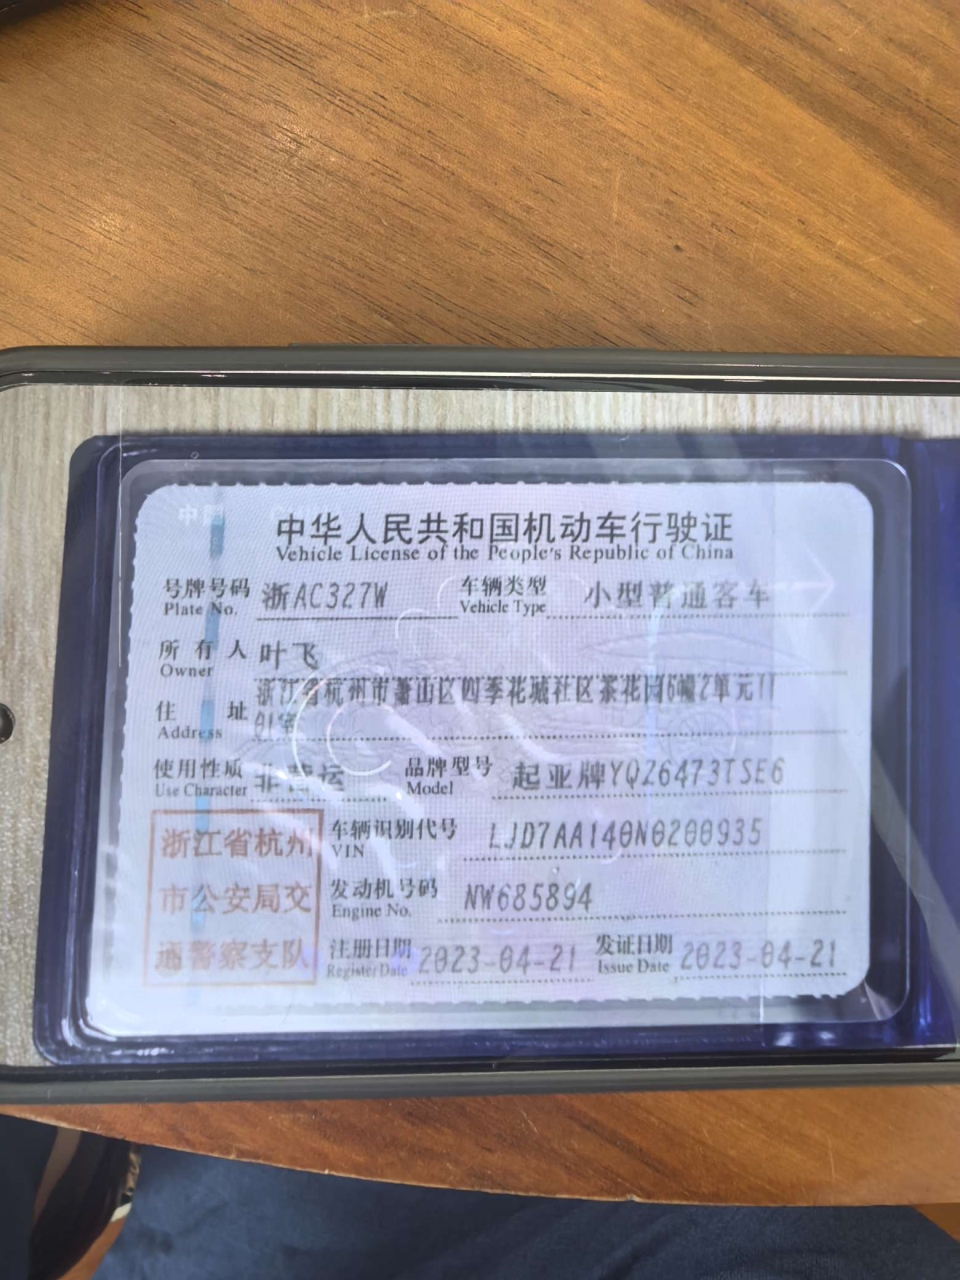 中华人民共和国机动车行驶证
Vehicle License of the People's Republic of China
号牌号码 浙AC327W 车辆类型 小型普通客车
Plate No. Vehicle Type
所有人 叶飞
Owner
浙江省杭州市萧山区四季花城社区茶花园6幢2单元11
住址 01室
Address
使用性质 非营运 品牌型号 起亚牌YQZ6473TSE6
Use Character Model
浙江省杭州
市公安局交
通警察支队
车辆识别代号 LJD7AA140N0200935
VIN
发动机号码 NW685894
Engine No.
注册日期 2023-04-21 发证日期 2023-04-21
Register Date Issue Date